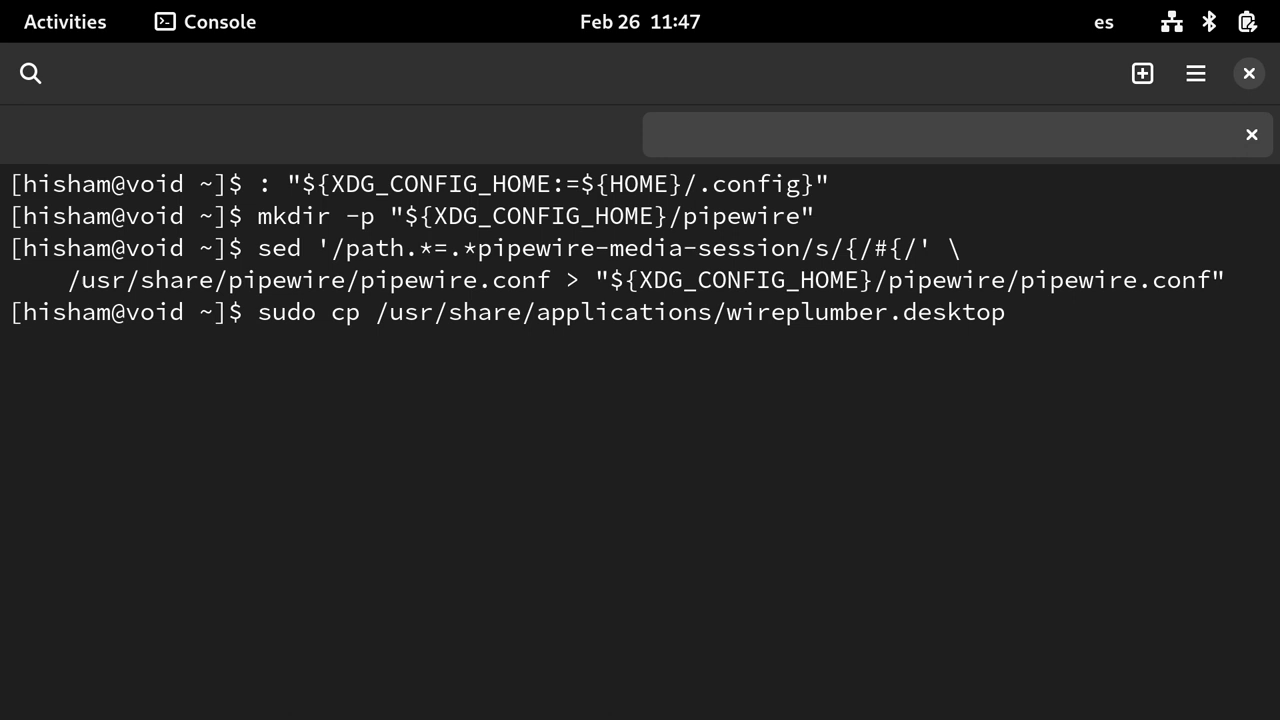 Activities Console Feb 26 11:47 es
[hisham@void ~]$ : "${XDG_CONFIG_HOME:=${HOME}/.config}"
[hisham@void ~]$ mkdir -p "${XDG_CONFIG_HOME}/pipewire"
[hisham@void ~]$ sed '/path.*=.*pipewire-media-session/s/{/#{/' \
    /usr/share/pipewire/pipewire.conf > "${XDG_CONFIG_HOME}/pipewire/pipewire.conf"
[hisham@void ~]$ sudo cp /usr/share/applications/wireplumber.desktop